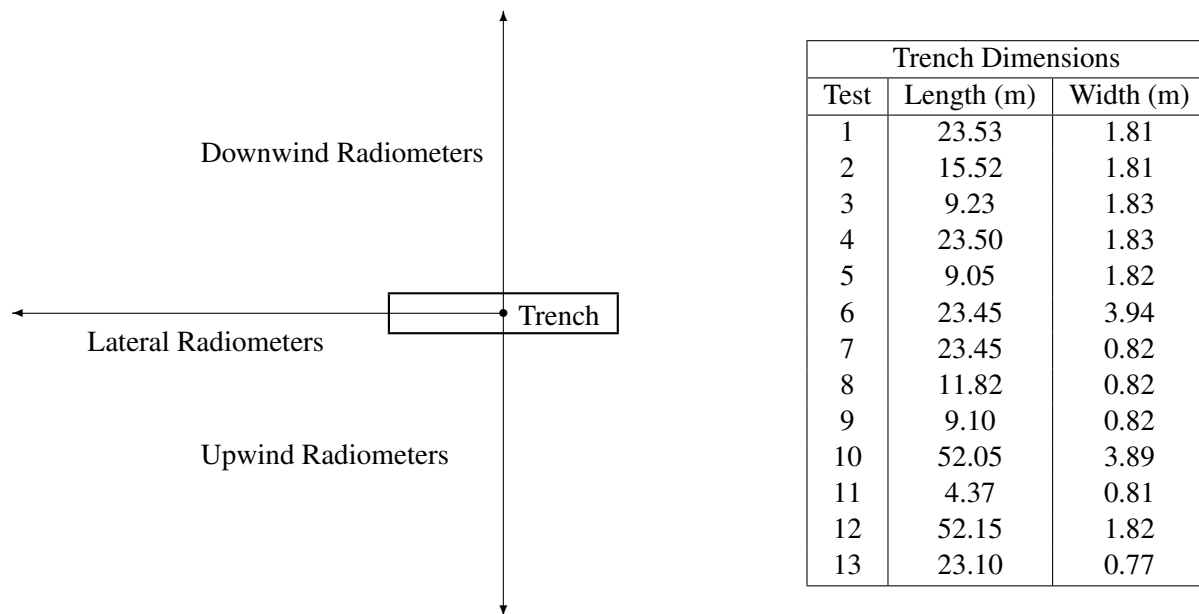 Downwind Radiometers
Trench
Lateral Radiometers
Upwind Radiometers
Trench Dimensions
Test Length (m) Width (m)
1 23.53 1.81
2 15.52 1.81
3 9.23 1.83
4 23.50 1.83
5 9.05 1.82
6 23.45 3.94
7 23.45 0.82
8 11.82 0.82
9 9.10 0.82
10 52.05 3.89
11 4.37 0.81
12 52.15 1.82
13 23.10 0.77